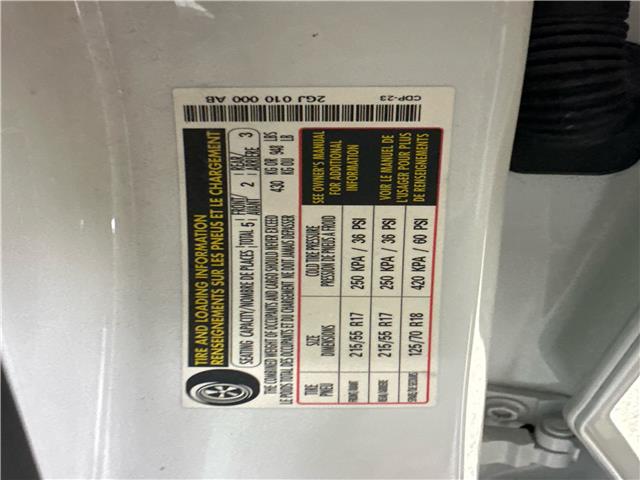 CDP-23
2GJ 010 000 AB
TIRE AND LOADING INFORMATION
RENSEIGNEMENTS SUR LES PNEUS ET LE CHARGEMENT
SEATING CAPACITY/NOMBRE DE PLACES TOTAL 5 FRONT/AVANT 2 REAR/ARRIÈRE 3
THE COMBINED WEIGHT OF OCCUPANTS AND CARGO SHOULD NEVER EXCEED 430 KG OR 948 LBS
LE POIDS TOTAL DES OCCUPANTS ET DU CHARGEMENT NE DOIT JAMAIS DEPASSER 430 KG OU 948 LB
TIRE SIZE COLD TIRE PRESSURE
PNEU DIMENSIONS PRESSION DE PNEUS A FROID
FRONT/AVANT 215/55 R17 250 KPA / 36 PSI
REAR/ARRIERE 215/55 R17 250 KPA / 36 PSI
SPARE/DE SECOURS 125/70 R18 420 KPA / 60 PSI
SEE OWNER'S MANUAL
FOR ADDITIONAL
INFORMATION
VOIR LE MANUEL DE
L'USAGER POUR PLUS
DE RENSEIGNEMENTS